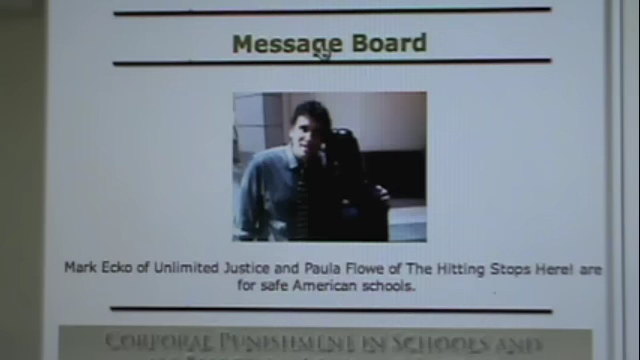 Message Board
Mark Ecko of Unlimited Justice and Paula Flowe of The Hitting Stops Here! are
for safe American schools.
CORPORAL PUNISHMENT IN SCHOOLS AND